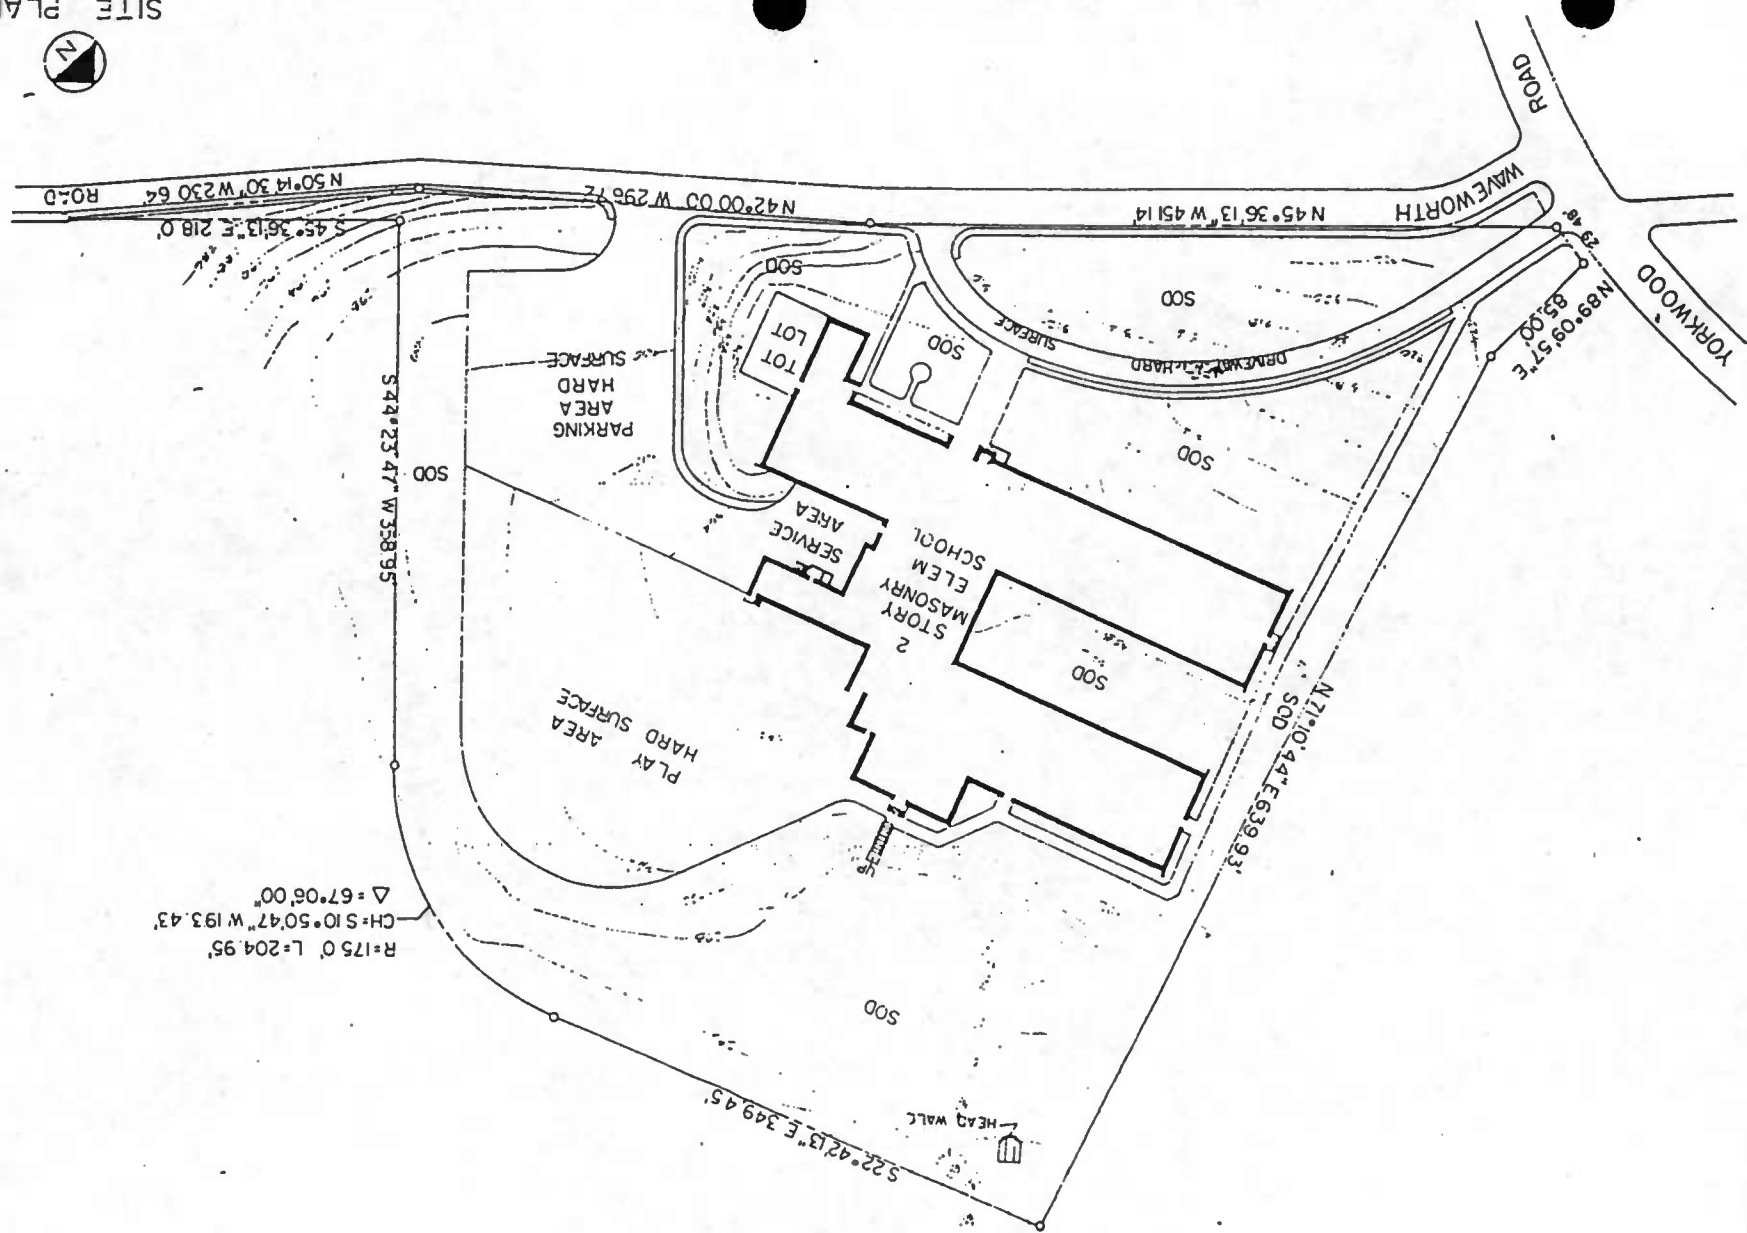 SITE PLAN
N
ROAD
N 50°14'30" W 230 64'
S 45°36'13" E 218 0'
N42°00'00 W 296 72
N 45°36'13" W 451 14'
WAVEWORTH
ROAD
YORKWOOD
29 48'
N 89°09'57" E
85.00'
SOD
SOD
SURFACE
DRIVEWAY HARD
SOD
SOD
TOT
LOT
PARKING
AREA
HARD
SURFACE
SOD
S 44°23'47" W 358 95'
SERVICE
AREA
2
STORY
MASONRY
ELEM
SCHOOL
SOD
SOD
N 71°10'44" E 639.93'
PLAY
AREA
HARD SURFACE
R=175 0' L=204.95'
CH=S 10°50'47" W 193.43'
Δ = 67°06'00"
SOD
S 22°42'13" E 349 45'
HEAD WALL